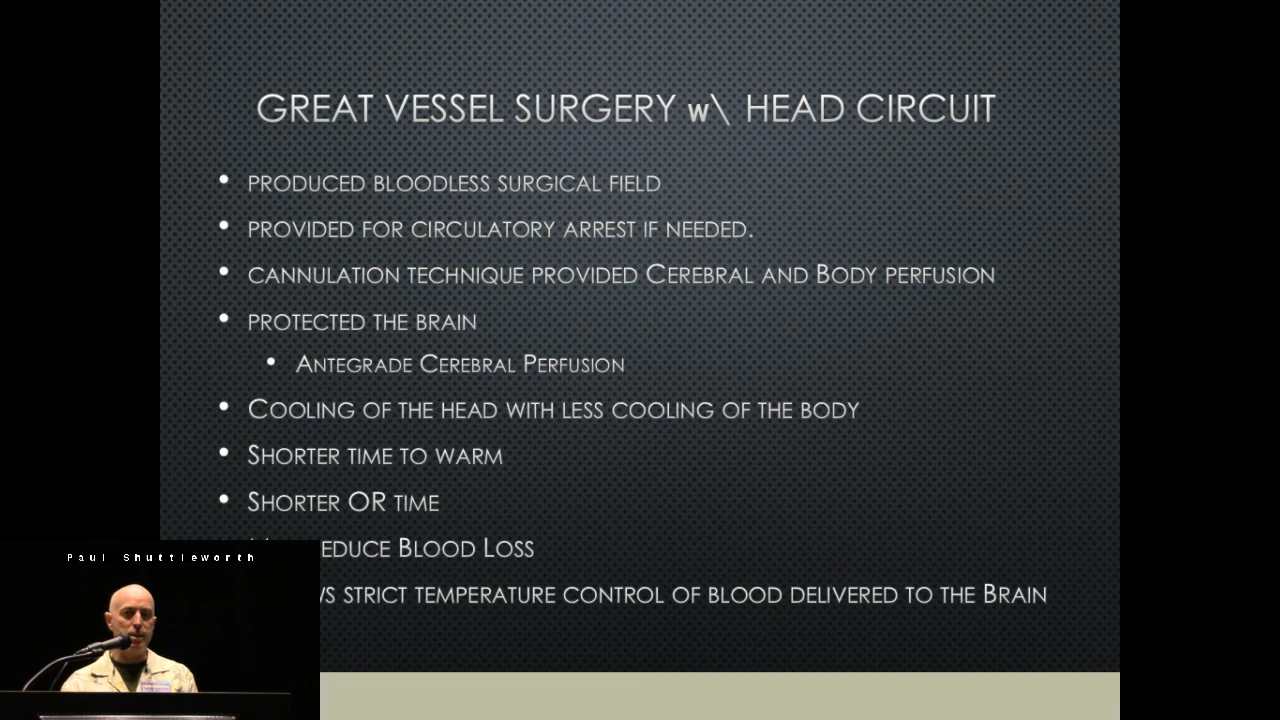 GREAT VESSEL SURGERY w\ HEAD CIRCUIT
• PRODUCED BLOODLESS SURGICAL FIELD
• PROVIDED FOR CIRCULATORY ARREST IF NEEDED.
• CANNULATION TECHNIQUE PROVIDED CEREBRAL AND BODY PERFUSION
• PROTECTED THE BRAIN
• ANTEGRADE CEREBRAL PERFUSION
• COOLING OF THE HEAD WITH LESS COOLING OF THE BODY
• SHORTER TIME TO WARM
• SHORTER OR TIME
BLOOD LOSS
STRICT TEMPERATURE CONTROL OF BLOOD DELIVERED TO THE BRAIN
Paul Shuttleworth